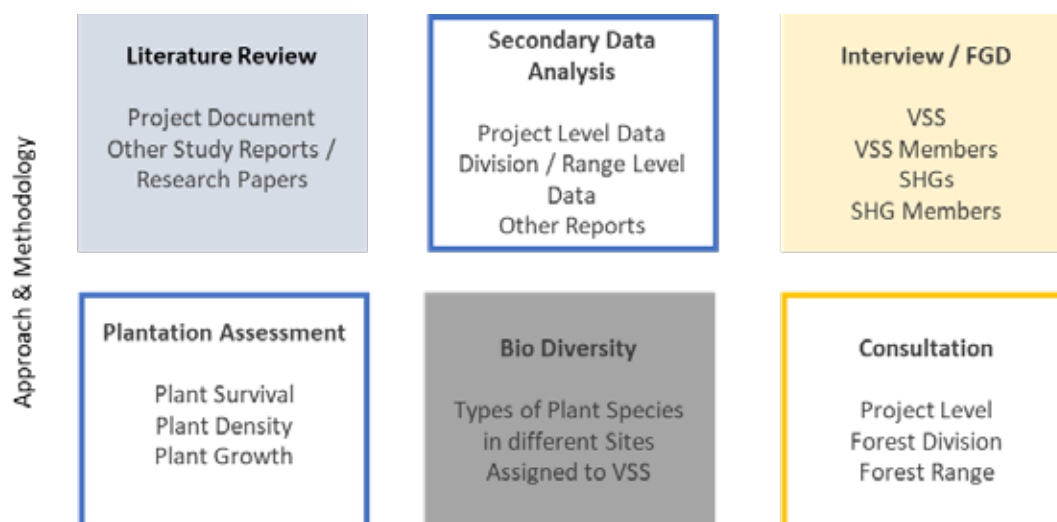 Approach & Methodology
Literature Review
Project Document
Other Study Reports /
Research Papers
Secondary Data
Analysis
Project Level Data
Division / Range Level
Data
Other Reports
Interview / FGD
VSS
VSS Members
SHGs
SHG Members
Plantation Assessment
Plant Survival
Plant Density
Plant Growth
Bio Diversity
Types of Plant Species
in different Sites
Assigned to VSS
Consultation
Project Level
Forest Division
Forest Range